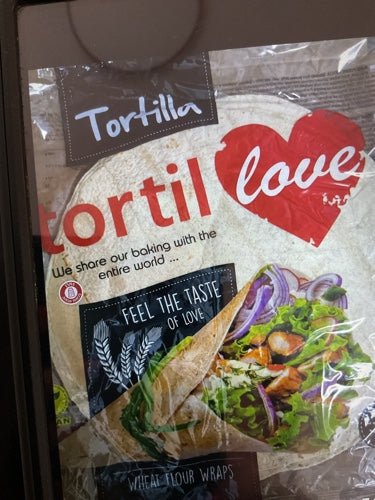 Tortilla
tortil love
We share our baking with the
entire world ...
FEEL THE TASTE
OF LOVE
WHEAT FLOUR WRAPS